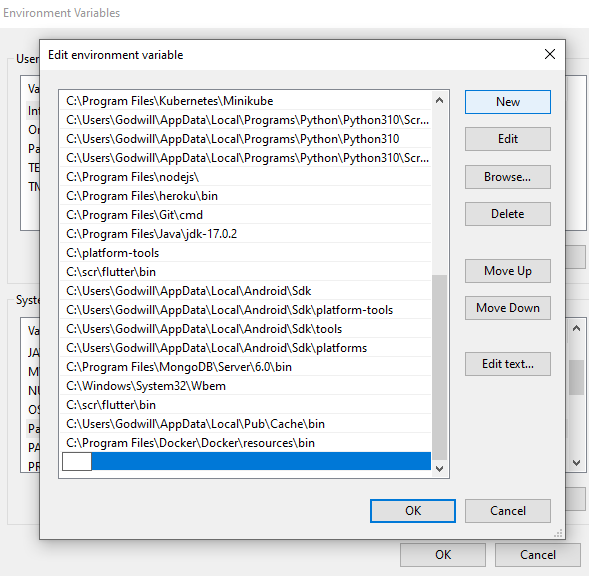 Environment Variables
Edit environment variable
User
Va
Int
On
Pa
TE
TM
C:\Program Files\Kubernetes\Minikube
C:\Users\Godwill\AppData\Local\Programs\Python\Python310\Scr...
C:\Users\Godwill\AppData\Local\Programs\Python\Python310
C:\Users\Godwill\AppData\Local\Programs\Python\Python310\Scr...
C:\Program Files\nodejs\
C:\Program Files\heroku\bin
C:\Program Files\Git\cmd
C:\Program Files\Java\jdk-17.0.2
C:\platform-tools
C:\scr\flutter\bin
C:\Users\Godwill\AppData\Local\Android\Sdk
C:\Users\Godwill\AppData\Local\Android\Sdk\platform-tools
C:\Users\Godwill\AppData\Local\Android\Sdk\tools
C:\Users\Godwill\AppData\Local\Android\Sdk\platforms
C:\Program Files\MongoDB\Server\6.0\bin
C:\Windows\System32\Wbem
C:\scr\flutter\bin
C:\Users\Godwill\AppData\Local\Pub\Cache\bin
C:\Program Files\Docker\Docker\resources\bin
New
Edit
Browse...
Delete
Move Up
Move Down
Edit text...
Syste
Va
JA
NU
OS
Pa
PA
PR
OK
Cancel
OK
Cancel